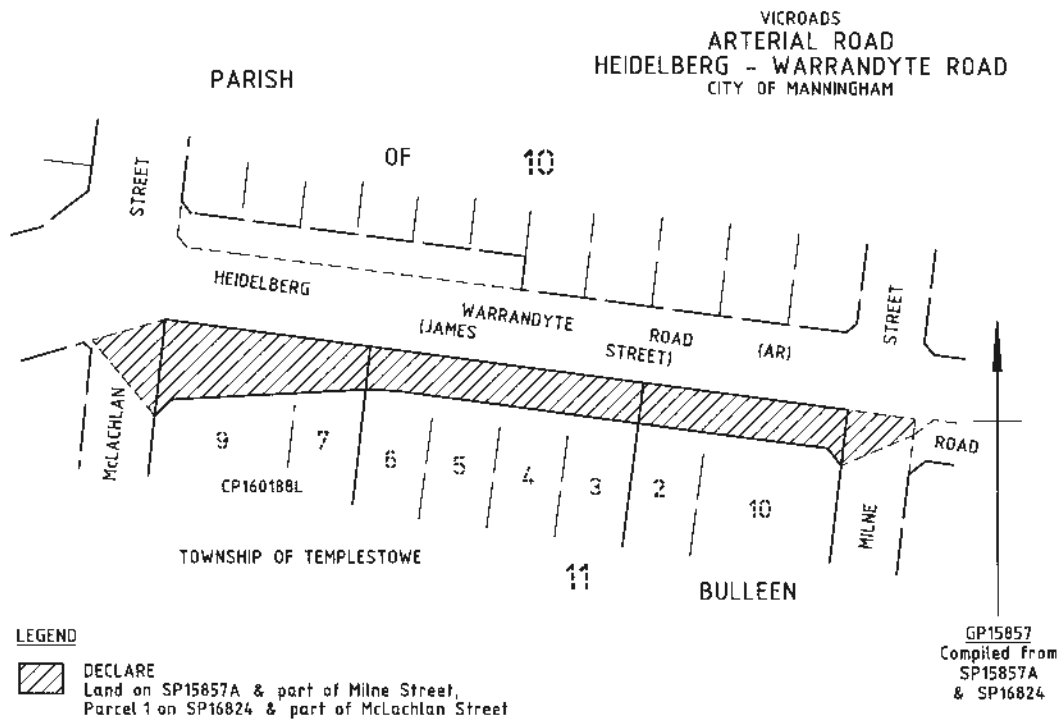 VICROADS
ARTERIAL ROAD
HEIDELBERG - WARRANDYTE ROAD
CITY OF MANNINGHAM
PARISH
OF
10
STREET
STREET
HEIDELBERG
WARRANDYTE
ROAD
(JAMES
STREET)
(AR)
McLACHLAN
9
7
6
5
4
3
2
10
MILNE
ROAD
CP160188L
TOWNSHIP OF TEMPLESTOWE
11
BULLEEN
LEGEND
DECLARE
Land on SP15857A & part of Milne Street,
Parcel 1 on SP16824 & part of McLachlan Street
GP15857
Compiled from
SP15857A
& SP16824